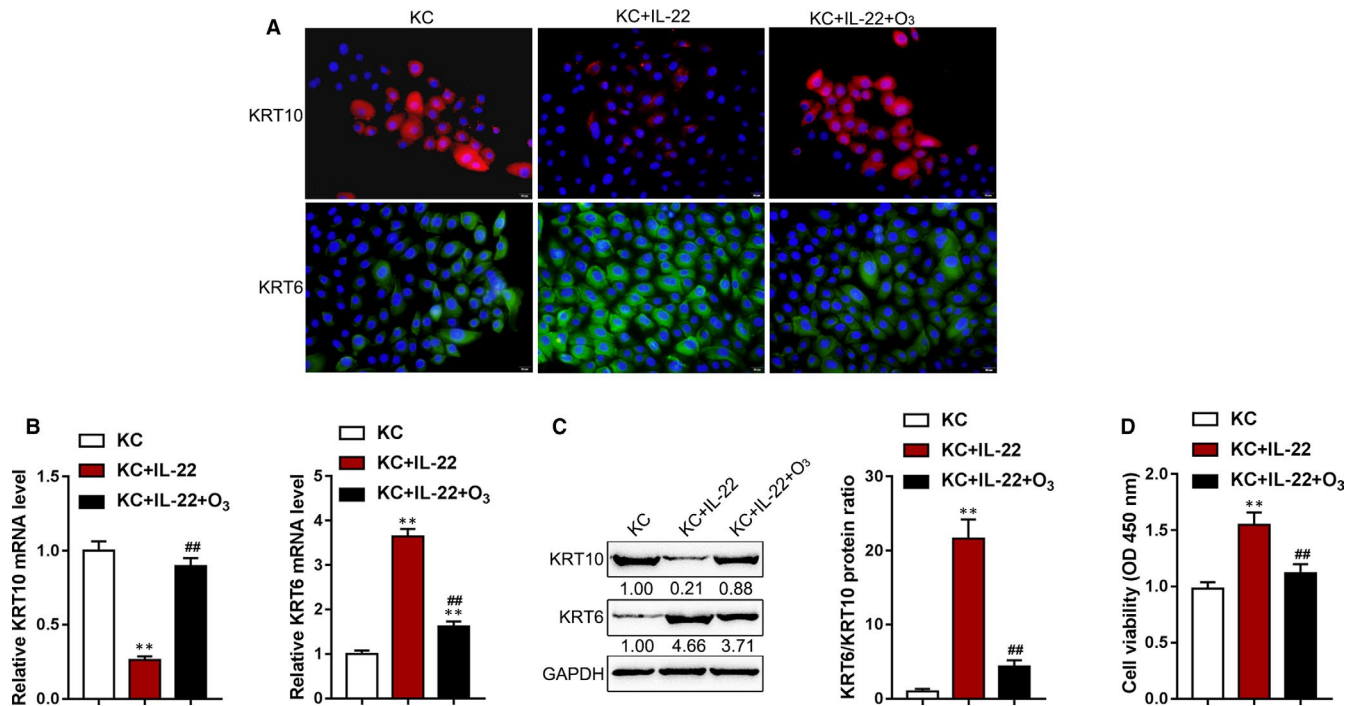 A
KC
KC+IL-22
KC+IL-22+O₃
KRT10
KRT6
B
KC
KC+IL-22
KC+IL-22+O₃
Relative KRT10 mRNA level
1.5
1.0
0.5
0.0
**
##
KC
KC+IL-22
KC+IL-22+O₃
Relative KRT6 mRNA level
5
4
3
2
1
0
**
##
**
C
KC
KC+IL-22
KC+IL-22+O₃
KRT10
1.00 0.21 0.88
KRT6
1.00 4.66 3.71
GAPDH
KC
KC+IL-22
KC+IL-22+O₃
KRT6/KRT10 protein ratio
30
20
10
0
**
##
D
KC
KC+IL-22
KC+IL-22+O₃
Cell viability (OD 450 nm)
2.0
1.5
1.0
0.5
0.0
**
##